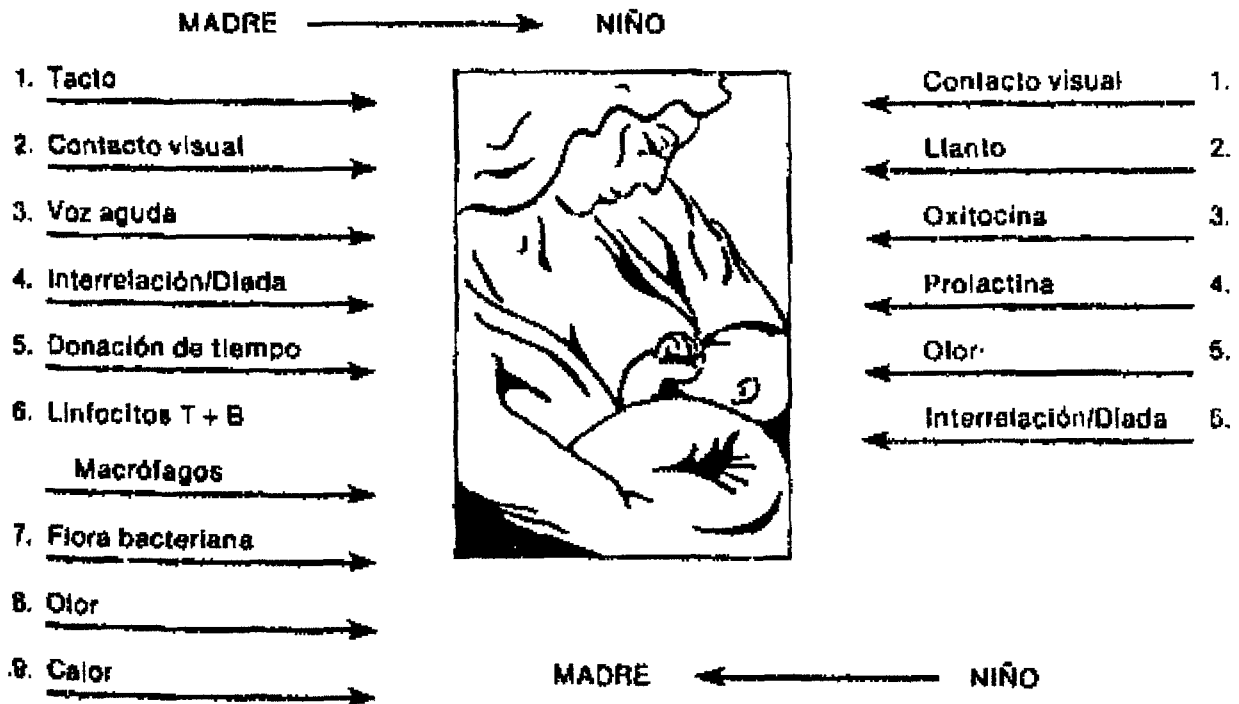 MADRE → NIÑO
1. Tacto
2. Contacto visual
3. Voz aguda
4. Interrelación/Diada
5. Donación de tiempo
6. Linfocitos T + B
Macrófagos
7. Flora bacteriana
8. Olor
9. Calor
Contacto visual 1.
Llanto 2.
Oxitocina 3.
Prolactina 4.
Olor 5.
Interrelación/Diada 6.
MADRE ← NIÑO